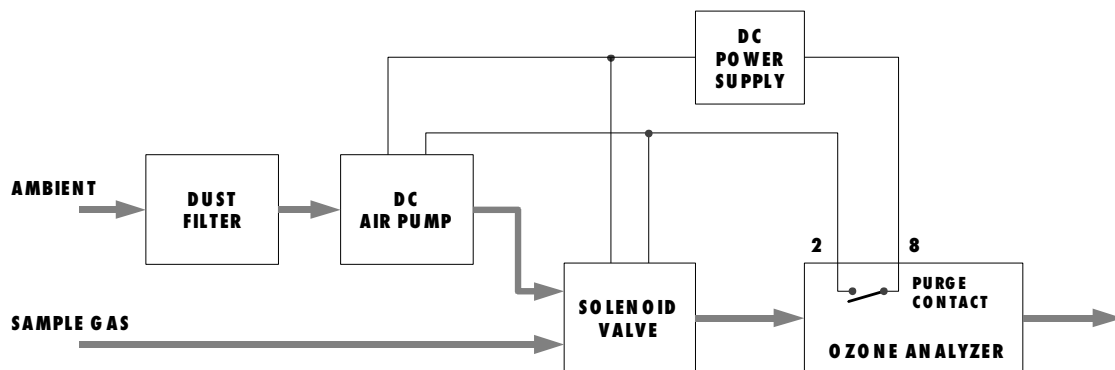 DC
POWER
SUPPLY
AMBIENT
DUST
FILTER
DC
AIR PUMP
2
8
PURGE
CONTACT
SOLENOID
VALVE
SAMPLE GAS
OZONE ANALYZER